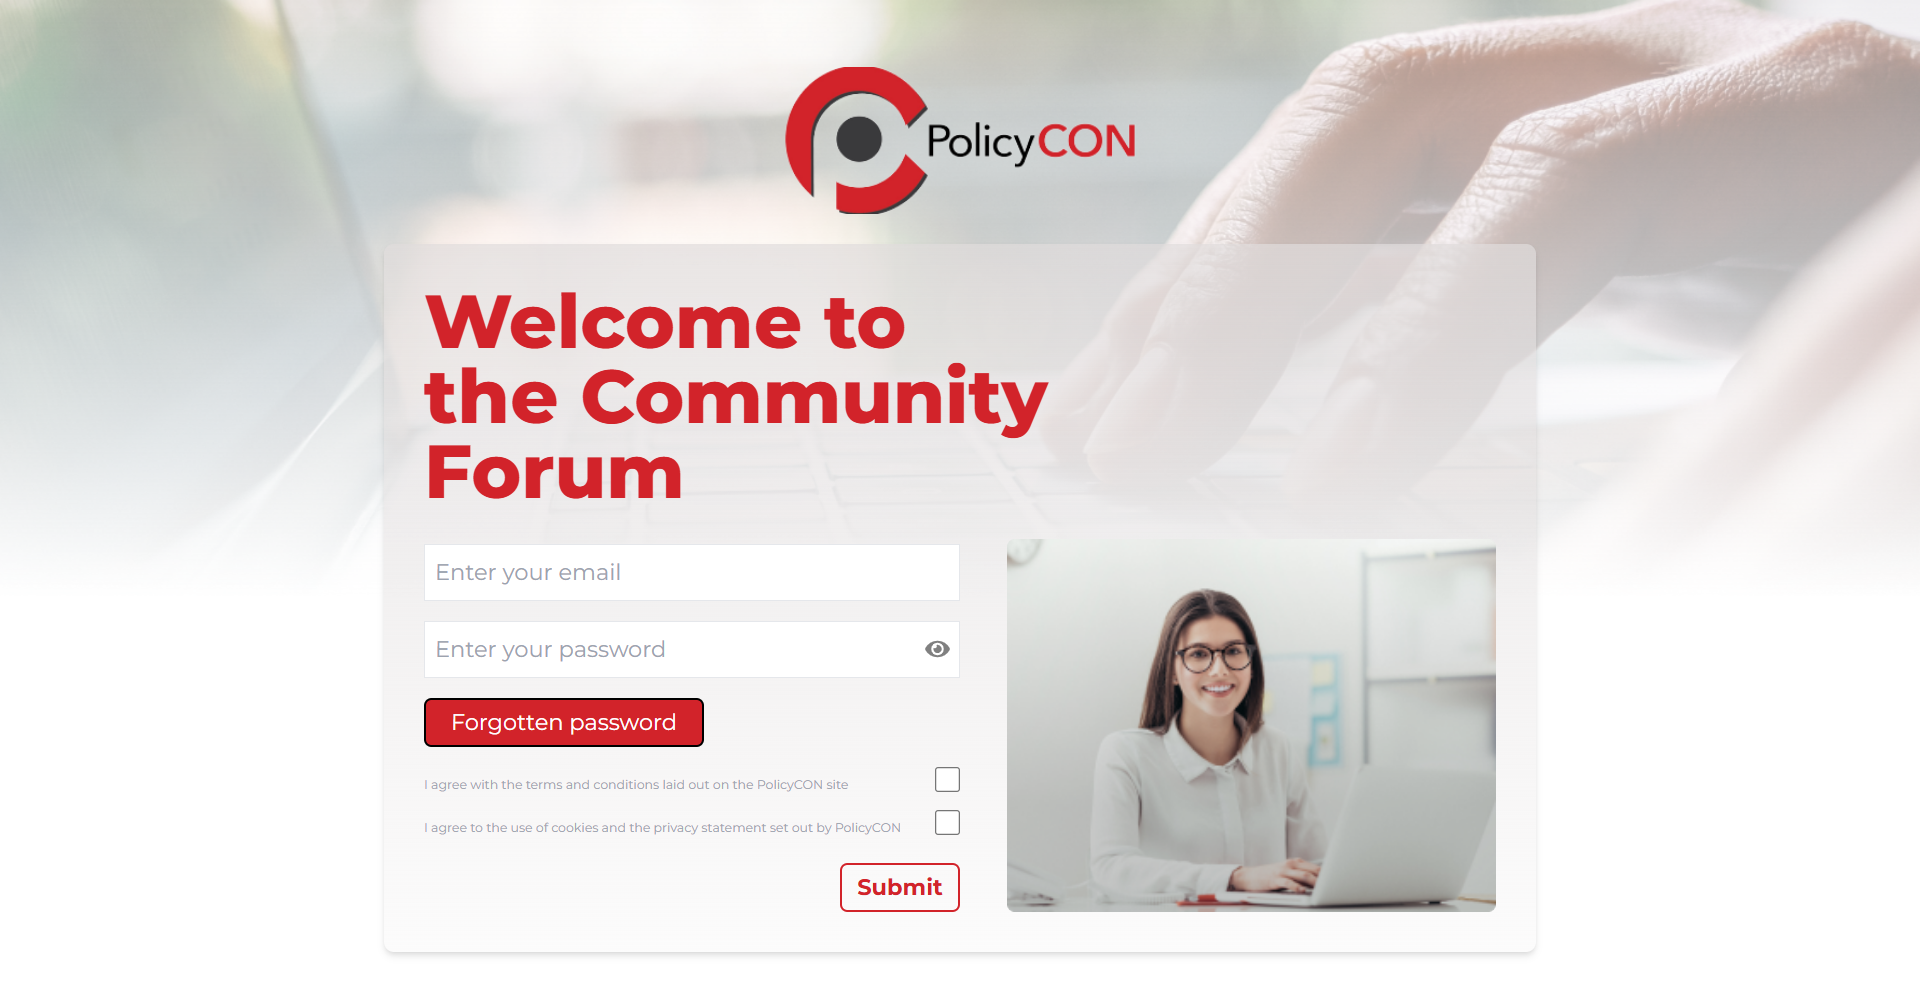 PolicyCON
Welcome to
the Community
Forum
Enter your email
Enter your password
Forgotten password
I agree with the terms and conditions laid out on the PolicyCON site
I agree to the use of cookies and the privacy statement set out by PolicyCON
Submit